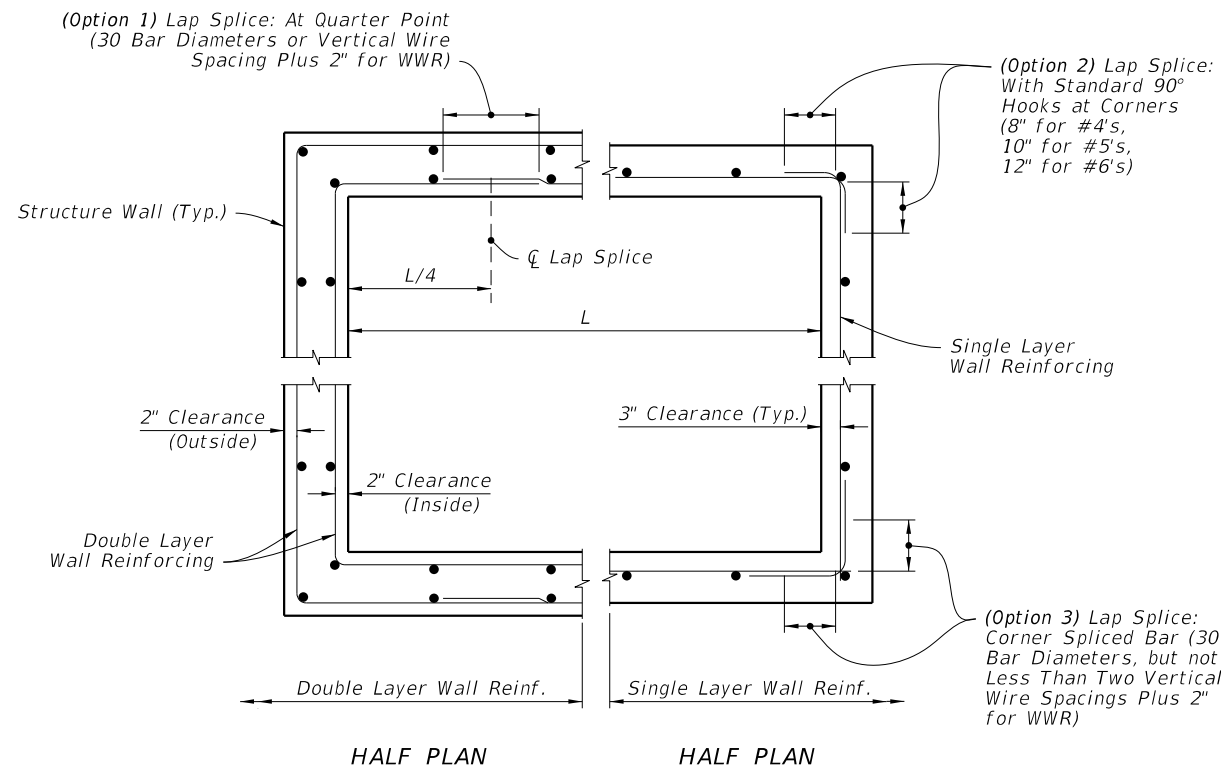 (Option 1) Lap Splice: At Quarter Point
(30 Bar Diameters or Vertical Wire
Spacing Plus 2" for WWR)
(Option 2) Lap Splice:
With Standard 90°
Hooks at Corners
(8" for #4's,
10" for #5's,
12" for #6's)
Structure Wall (Typ.)
℄ Lap Splice
L/4
L
Single Layer
Wall Reinforcing
2" Clearance
(Outside)
3" Clearance (Typ.)
2" Clearance
(Inside)
Double Layer
Wall Reinforcing
(Option 3) Lap Splice:
Corner Spliced Bar (30
Bar Diameters, but not
Less Than Two Vertical
Wire Spacings Plus 2"
for WWR)
Double Layer Wall Reinf.
Single Layer Wall Reinf.
HALF PLAN
HALF PLAN